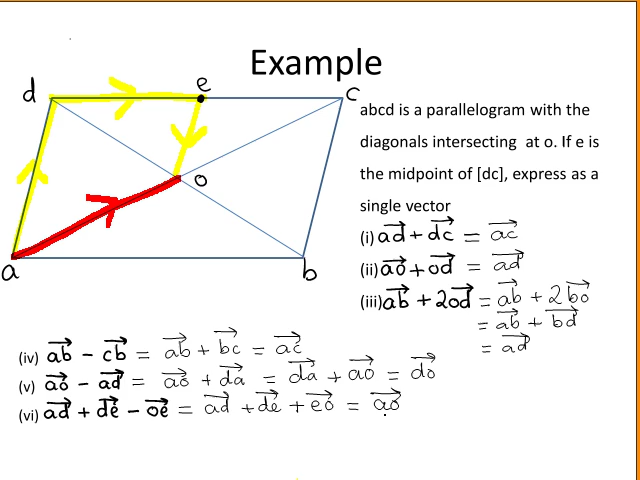 Example
d
e
c
o
a
b
abcd is a parallelogram with the
diagonals intersecting at o. If e is
the midpoint of [dc], express as a
single vector
(i) ad→ + dc→ = ac→
(ii) ao→ + od→ = ad→
(iii) ab→ + 2od→ = ab→ + 2bo→
= ab→ + bd→
= ad→
(iv) ab→ - cb→ = ab→ + bc→ = ac→
(v) ao→ - ad→ = ao→ + da→ = da→ + ao→ = do→
(vi) ad→ + de→ - oe→ = ad→ + de→ + eo→ = ao→